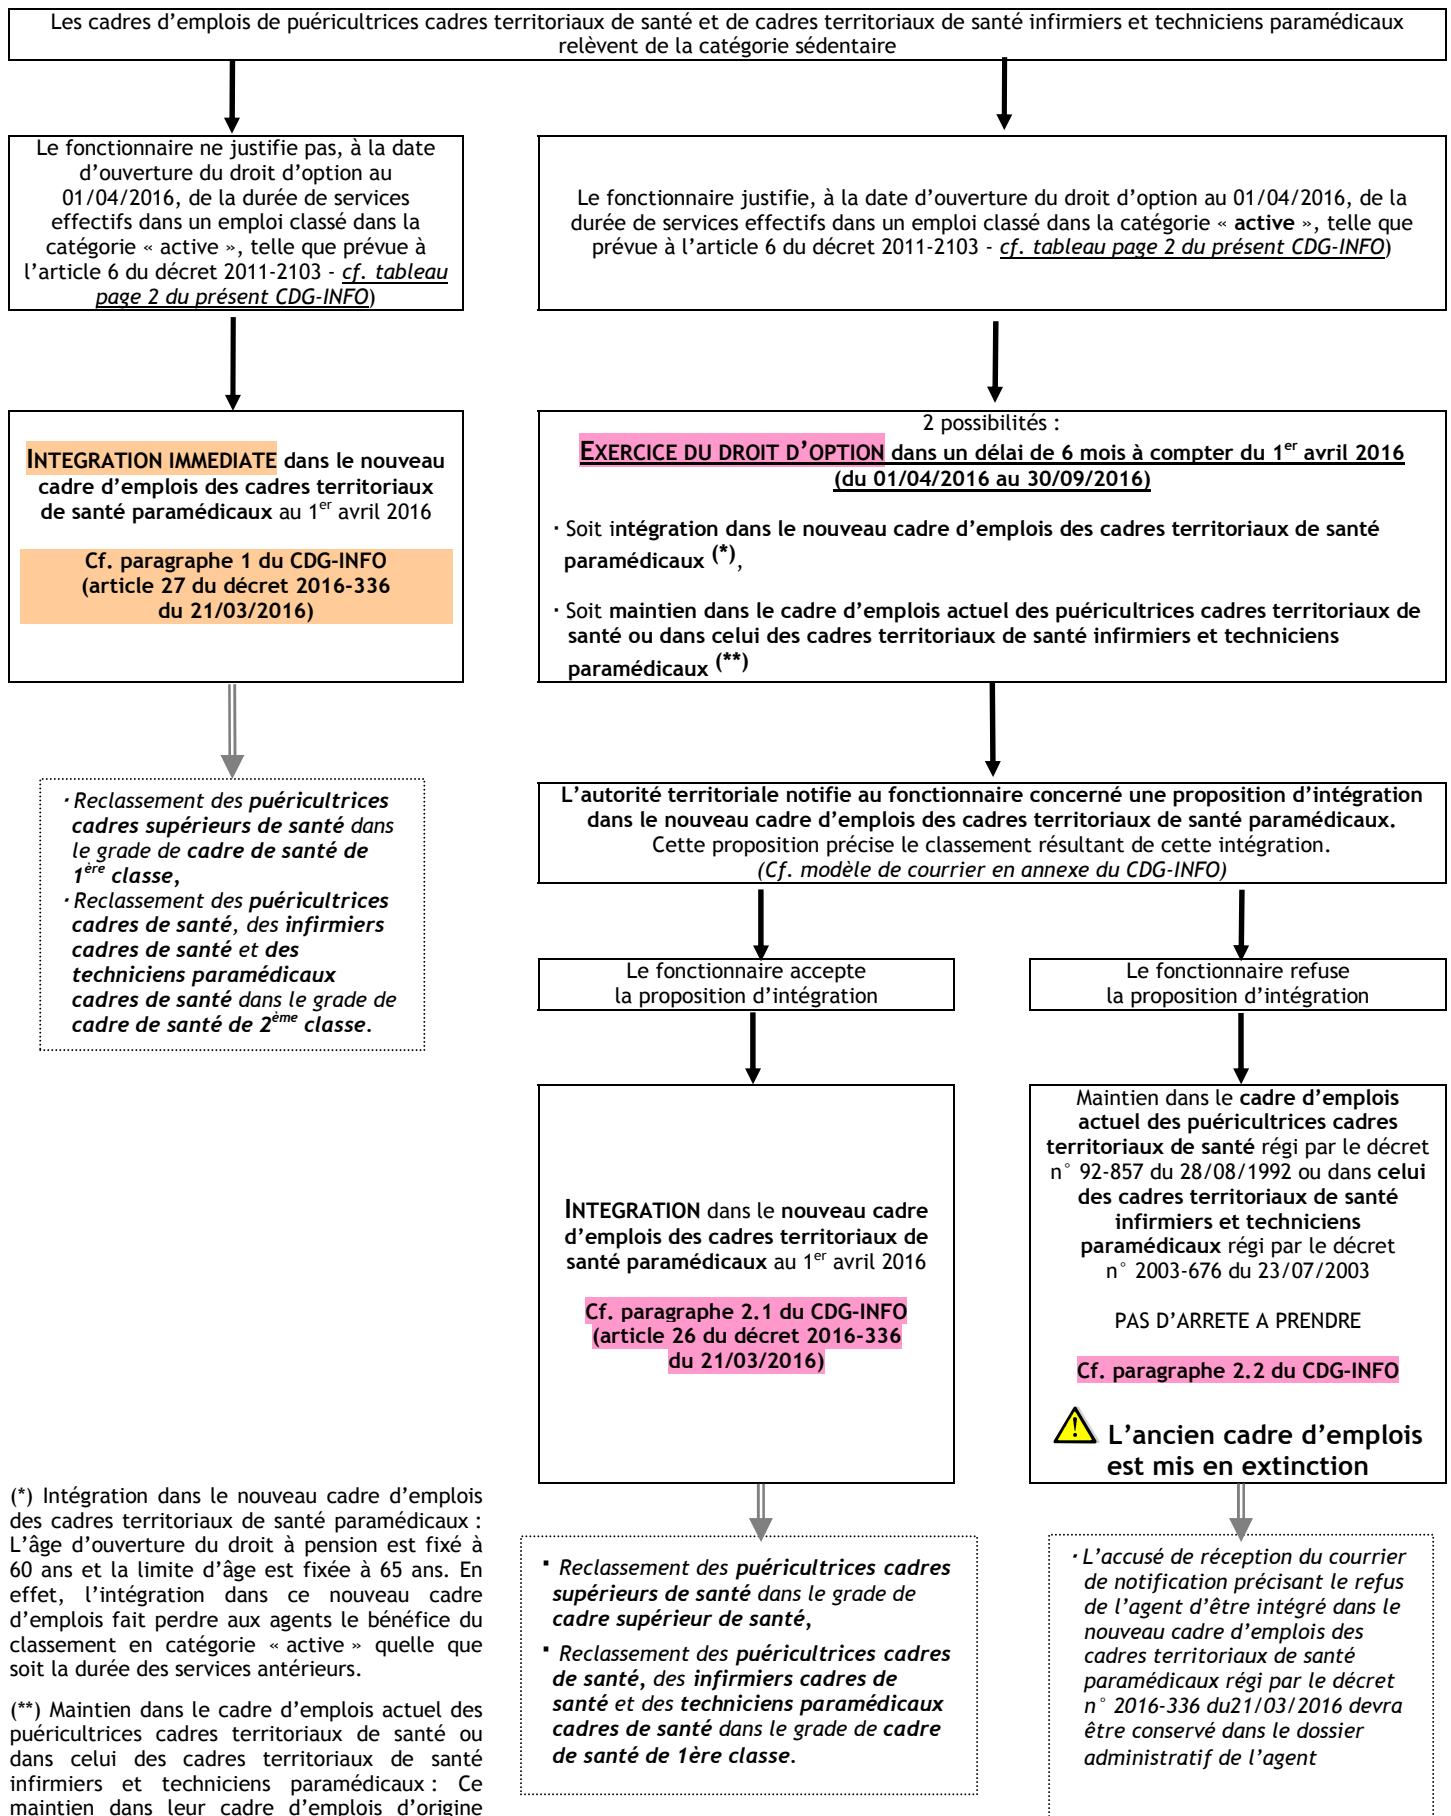 Les cadres d’emplois de puéricultrices cadres territoriaux de santé et de cadres territoriaux de santé infirmiers et techniciens paramédicaux
relèvent de la catégorie sédentaire
Le fonctionnaire ne justifie pas, à la date
d’ouverture du droit d’option au
01/04/2016, de la durée de services
effectifs dans un emploi classé dans la
catégorie « active », telle que prévue à
l’article 6 du décret 2011-2103 - cf. tableau
page 2 du présent CDG-INFO)
Le fonctionnaire justifie, à la date d’ouverture du droit d’option au 01/04/2016, de la
durée de services effectifs dans un emploi classé dans la catégorie « active », telle que
prévue à l’article 6 du décret 2011-2103 - cf. tableau page 2 du présent CDG-INFO)
INTEGRATION IMMEDIATE dans le nouveau
cadre d’emplois des cadres territoriaux
de santé paramédicaux au 1er avril 2016
Cf. paragraphe 1 du CDG-INFO
(article 27 du décret 2016-336
du 21/03/2016)
2 possibilités :
EXERCICE DU DROIT D’OPTION dans un délai de 6 mois à compter du 1er avril 2016
(du 01/04/2016 au 30/09/2016)
· Soit intégration dans le nouveau cadre d’emplois des cadres territoriaux de santé
paramédicaux (*),
· Soit maintien dans le cadre d’emplois actuel des puéricultrices cadres territoriaux de
santé ou dans celui des cadres territoriaux de santé infirmiers et techniciens
paramédicaux (**)
· Reclassement des puéricultrices
cadres supérieurs de santé dans
le grade de cadre de santé de
1ère classe,
· Reclassement des puéricultrices
cadres de santé, des infirmiers
cadres de santé et des
techniciens paramédicaux
cadres de santé dans le grade de
cadre de santé de 2ème classe.
L’autorité territoriale notifie au fonctionnaire concerné une proposition d’intégration
dans le nouveau cadre d’emplois des cadres territoriaux de santé paramédicaux.
Cette proposition précise le classement résultant de cette intégration.
(Cf. modèle de courrier en annexe du CDG-INFO)
Le fonctionnaire accepte
la proposition d’intégration
Le fonctionnaire refuse
la proposition d’intégration
INTEGRATION dans le nouveau cadre
d’emplois des cadres territoriaux de
santé paramédicaux au 1er avril 2016
Cf. paragraphe 2.1 du CDG-INFO
(article 26 du décret 2016-336
du 21/03/2016)
Maintien dans le cadre d’emplois
actuel des puéricultrices cadres
territoriaux de santé régi par le décret
n° 92-857 du 28/08/1992 ou dans celui
des cadres territoriaux de santé
infirmiers et techniciens
paramédicaux régi par le décret
n° 2003-676 du 23/07/2003
PAS D’ARRETE A PRENDRE
Cf. paragraphe 2.2 du CDG-INFO
L’ancien cadre d’emplois
est mis en extinction
(*) Intégration dans le nouveau cadre d’emplois
des cadres territoriaux de santé paramédicaux :
L’âge d’ouverture du droit à pension est fixé à
60 ans et la limite d’âge est fixée à 65 ans. En
effet, l’intégration dans ce nouveau cadre
d’emplois fait perdre aux agents le bénéfice du
classement en catégorie « active » quelle que
soit la durée des services antérieurs.
(**) Maintien dans le cadre d’emplois actuel des
puéricultrices cadres territoriaux de santé ou
dans celui des cadres territoriaux de santé
infirmiers et techniciens paramédicaux : Ce
maintien dans leur cadre d’emplois d’origine
· Reclassement des puéricultrices cadres
supérieurs de santé dans le grade de
cadre supérieur de santé,
· Reclassement des puéricultrices cadres
de santé, des infirmiers cadres de
santé et des techniciens paramédicaux
cadres de santé dans le grade de cadre
de santé de 1ère classe.
· L’accusé de réception du courrier
de notification précisant le refus
de l’agent d’être intégré dans le
nouveau cadre d’emplois des
cadres territoriaux de santé
paramédicaux régi par le décret
n° 2016-336 du21/03/2016 devra
être conservé dans le dossier
administratif de l’agent